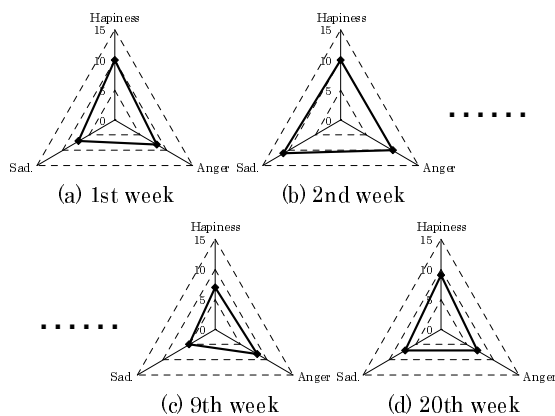 Hapiness
15
10
5
0
Sad.
Anger
(a) 1st week
Hapiness
15
10
5
0
Sad.
Anger
(b) 2nd week
......
......
Hapiness
15
10
5
0
Sad.
Anger
(c) 9th week
Hapiness
15
10
5
0
Sad.
Anger
(d) 20th week